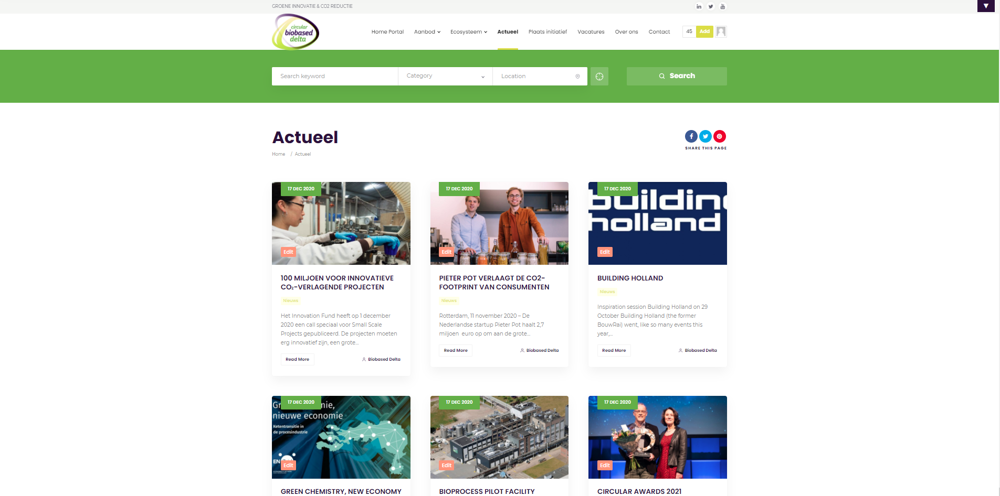 GROENE INNOVATIE & CO2 REDUCTIE
circular
biobased
delta
Home Portal
Aanbod
Ecosysteem
Actueel
Plaats initiatief
Vacatures
Over ons
Contact
45
Add
Search keyword
Category
Location
Search
Actueel
Home / Actueel
SHARE THIS PAGE
17 DEC 2020
Edit
100 MILJOEN VOOR INNOVATIEVE
CO₂-VERLAGENDE PROJECTEN
Nieuws
Het Innovation Fund heeft op 1 december
2020 een call speciaal voor Small Scale
Projects gepubliceerd. De projecten moeten
erg innovatief zijn, een grote...
Read More
Biobased Delta
17 DEC 2020
Edit
PIETER POT VERLAAGT DE CO2-
FOOTPRINT VAN CONSUMENTEN
Nieuws
Rotterdam, 11 november 2020 – De
Nederlandse startup Pieter Pot haalt 2,7
miljoen euro op om aan de grote...
Read More
Biobased Delta
17 DEC 2020
building
holland
Edit
BUILDING HOLLAND
Nieuws
Inspiration session Building Holland on 29
October Building Holland (the former
BouwRai) went, like so many events this
year,...
Read More
Biobased Delta
17 DEC 2020
nieuwe economie
Ketentransitie in
de procesindustrie
Edit
GREEN CHEMISTRY, NEW ECONOMY
17 DEC 2020
Edit
BIOPROCESS PILOT FACILITY
17 DEC 2020
Edit
CIRCULAR AWARDS 2021